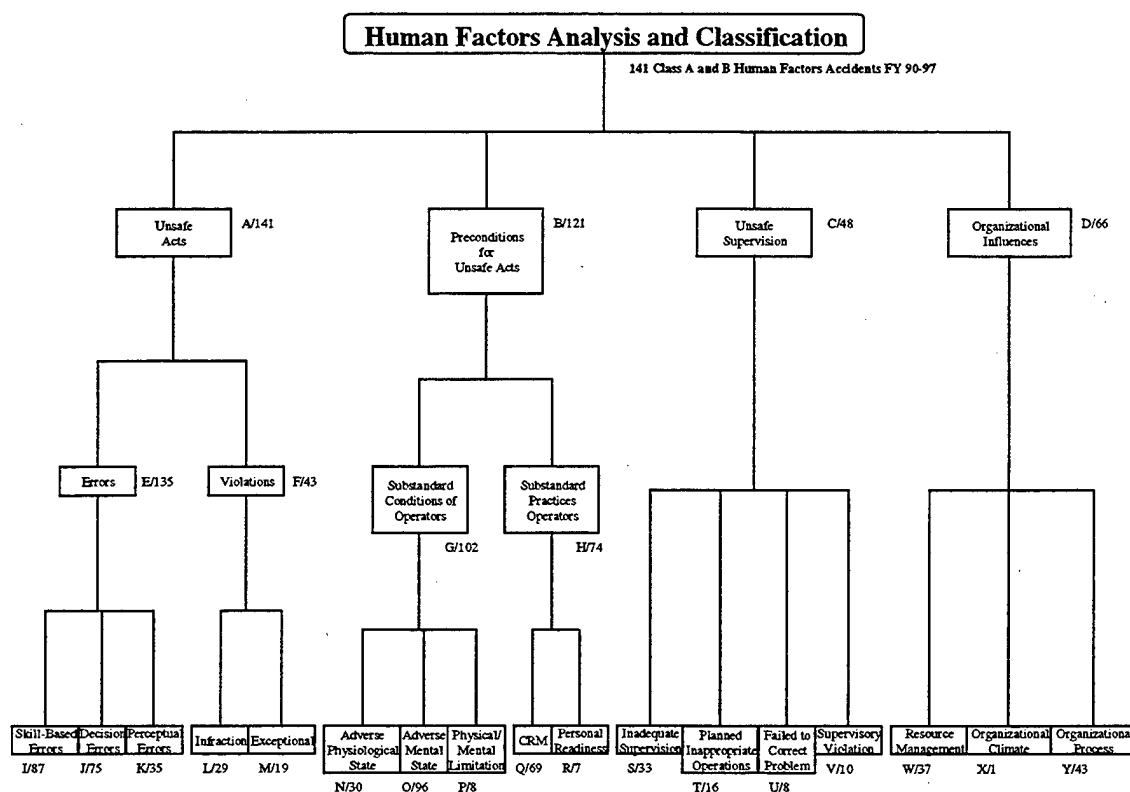 Human Factors Analysis and Classification
141 Class A and B Human Factors Accidents FY 90-97
Unsafe
Acts
A/141
Preconditions
for
Unsafe Acts
B/121
Unsafe
Supervision
C/48
Organizational
Influences
D/66
Errors
E/135
Violations
F/43
Substandard
Conditions of
Operators
G/102
Substandard
Practices
Operators
H/74
Skill-Based
Errors
I/87
Decision
Errors
J/75
Perceptual
Errors
K/35
Infraction
L/29
Exceptional
M/19
Adverse
Physiological
State
N/30
Adverse
Mental
State
O/96
Physical/
Mental
Limitation
P/8
CRM
Q/69
Personal
Readiness
R/7
Inadequate
Supervision
S/33
Planned
Inappropriate
Operations
T/16
Failed to
Correct
Problem
U/8
Supervisory
Violation
V/10
Resource
Management
W/37
Organizational
Climate
X/1
Organizational
Process
Y/43